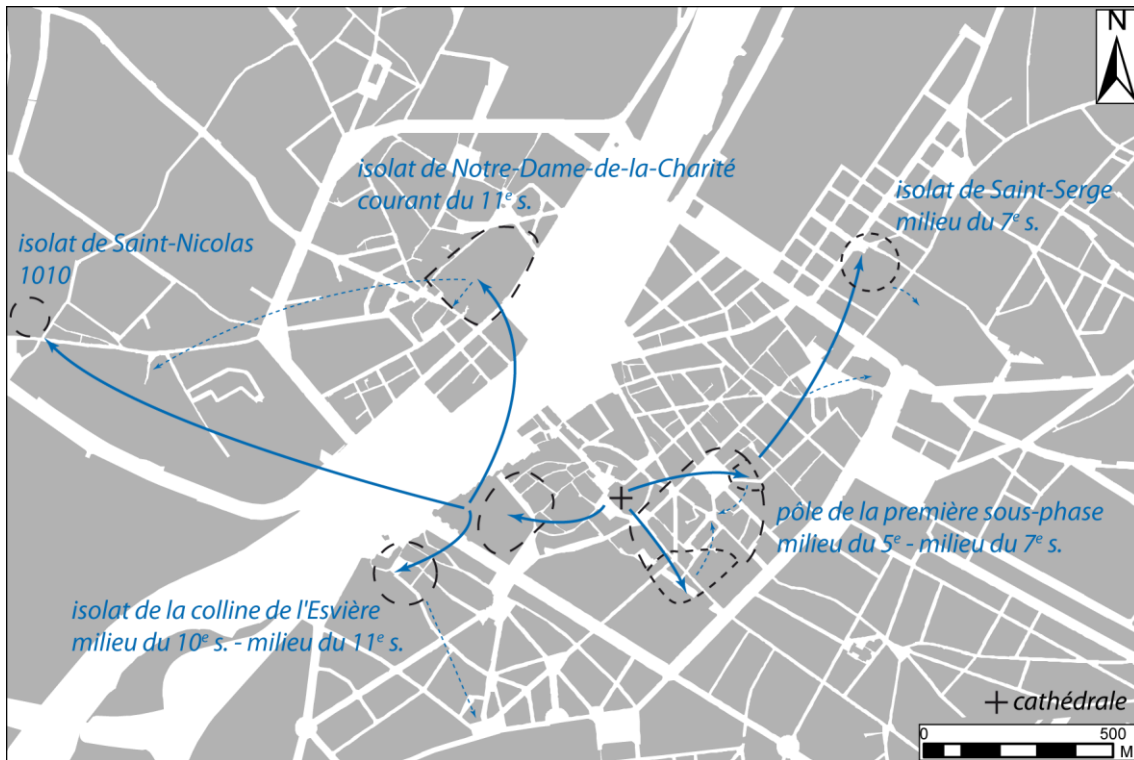 N
isolat de Notre-Dame-de-la-Charité
courant du 11e s.
isolat de Saint-Serge
milieu du 7e s.
isolat de Saint-Nicolas
1010
pôle de la première sous-phase
milieu du 5e - milieu du 7e s.
isolat de la colline de l'Esvière
milieu du 10e s. - milieu du 11e s.
cathédrale
0 500
M